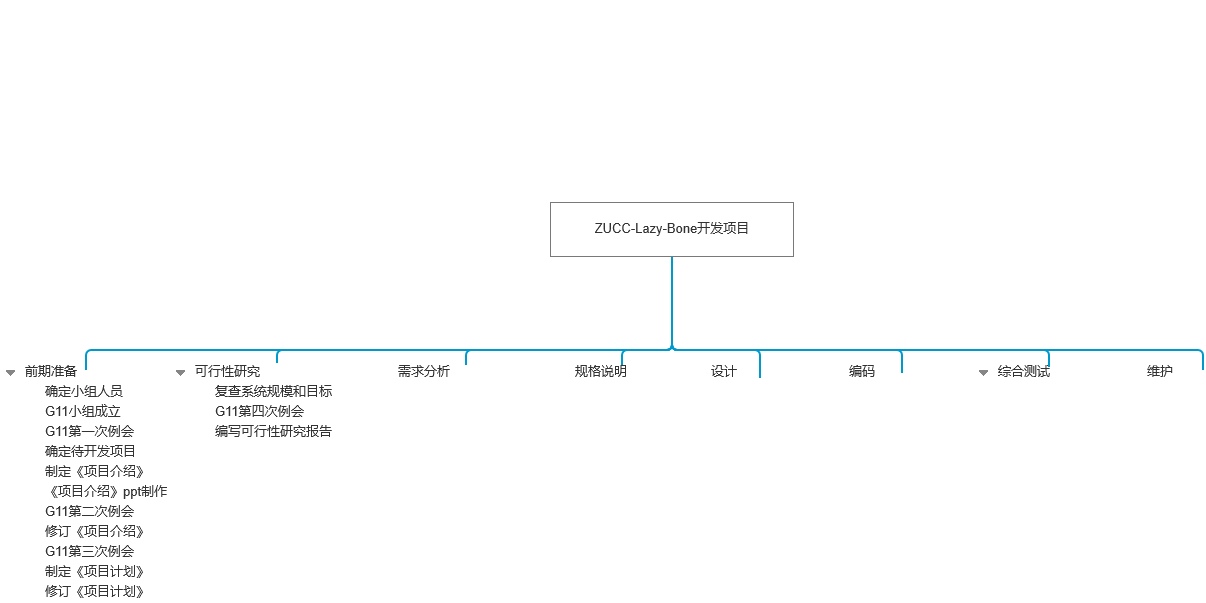 ZUCC-Lazy-Bone开发项目
前期准备
确定小组人员
G11小组成立
G11第一次例会
确定待开发项目
制定《项目介绍》
《项目介绍》ppt制作
G11第二次例会
修订《项目介绍》
G11第三次例会
制定《项目计划》
修订《项目计划》
可行性研究
复查系统规模和目标
G11第四次例会
编写可行性研究报告
需求分析
规格说明
设计
编码
综合测试
维护